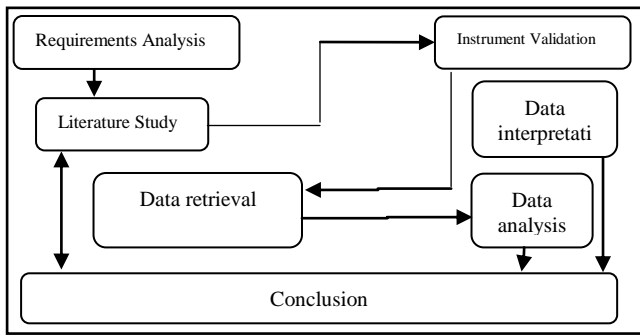 Requirements Analysis
Instrument Validation
Literature Study
Data
interpretati
Data retrieval
Data
analysis
Conclusion